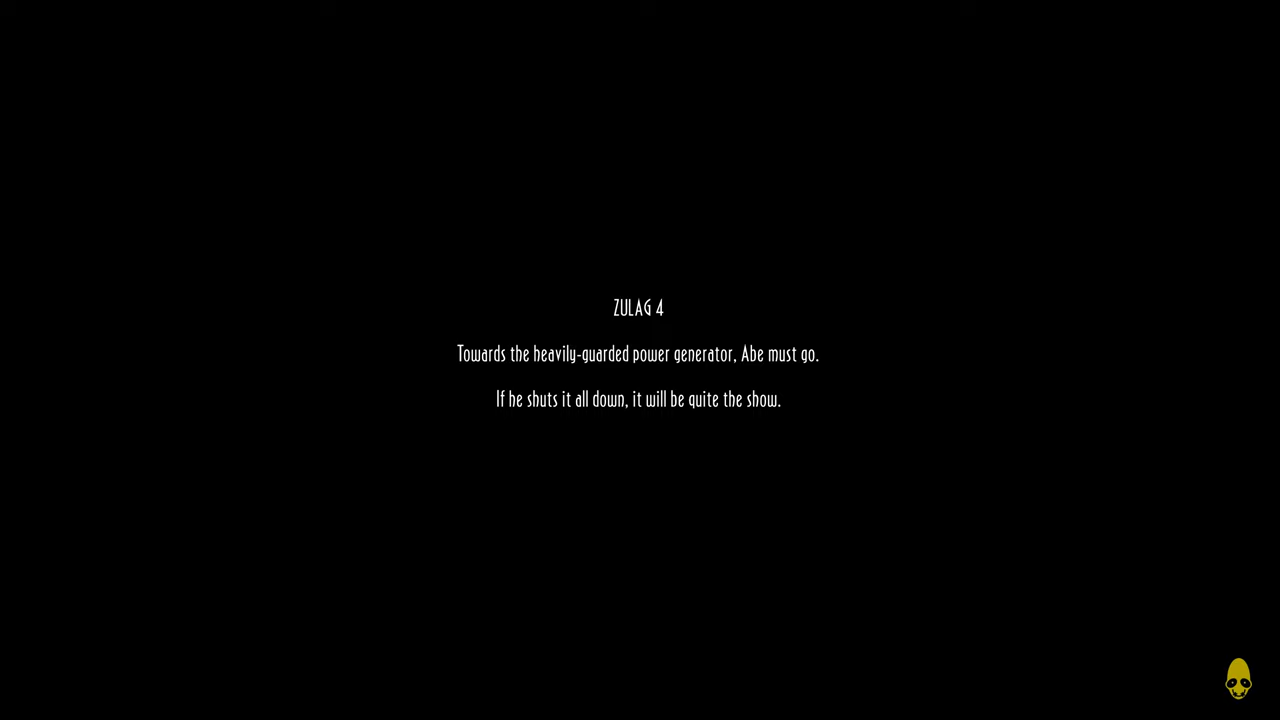 ZULAG 4
Towards the heavily-guarded power generator, Abe must go.
If he shuts it all down, it will be quite the show.